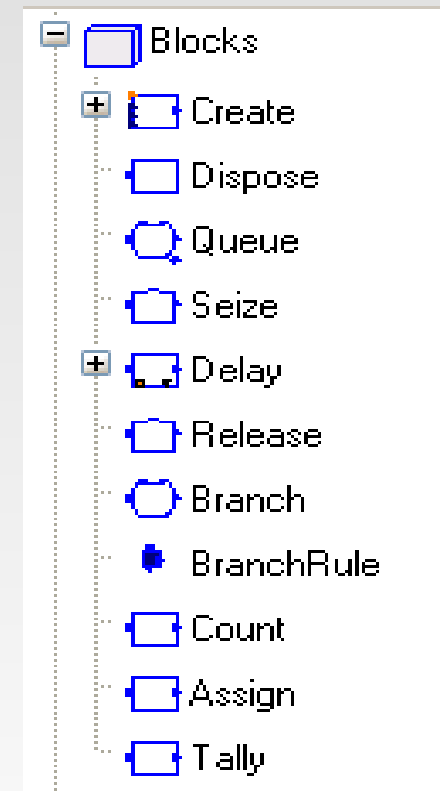 Blocks
Create
Dispose
Queue
Seize
Delay
Release
Branch
BranchRule
Count
Assign
Tally